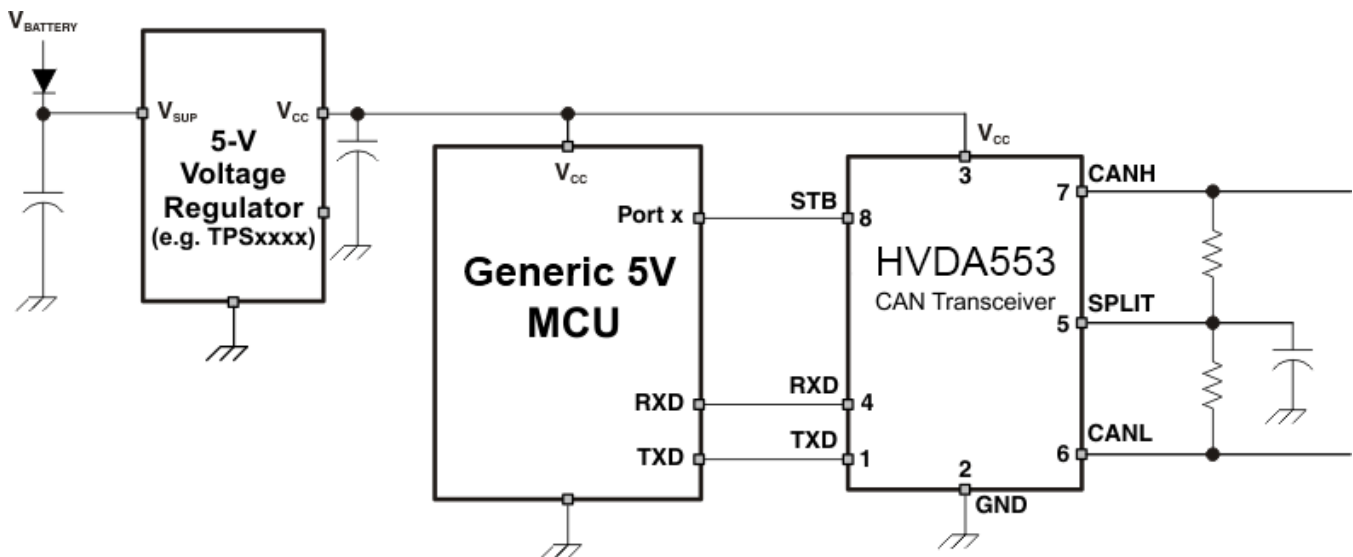 VBATTERY
VSUP
VCC
5-V
Voltage
Regulator
(e.g. TPSxxxx)
VCC
Port x
Generic 5V
MCU
RXD
TXD
STB
RXD
TXD
VCC
3
8
4
1
HVDA553
CAN Transceiver
7
5
6
2
GND
CANH
SPLIT
CANL